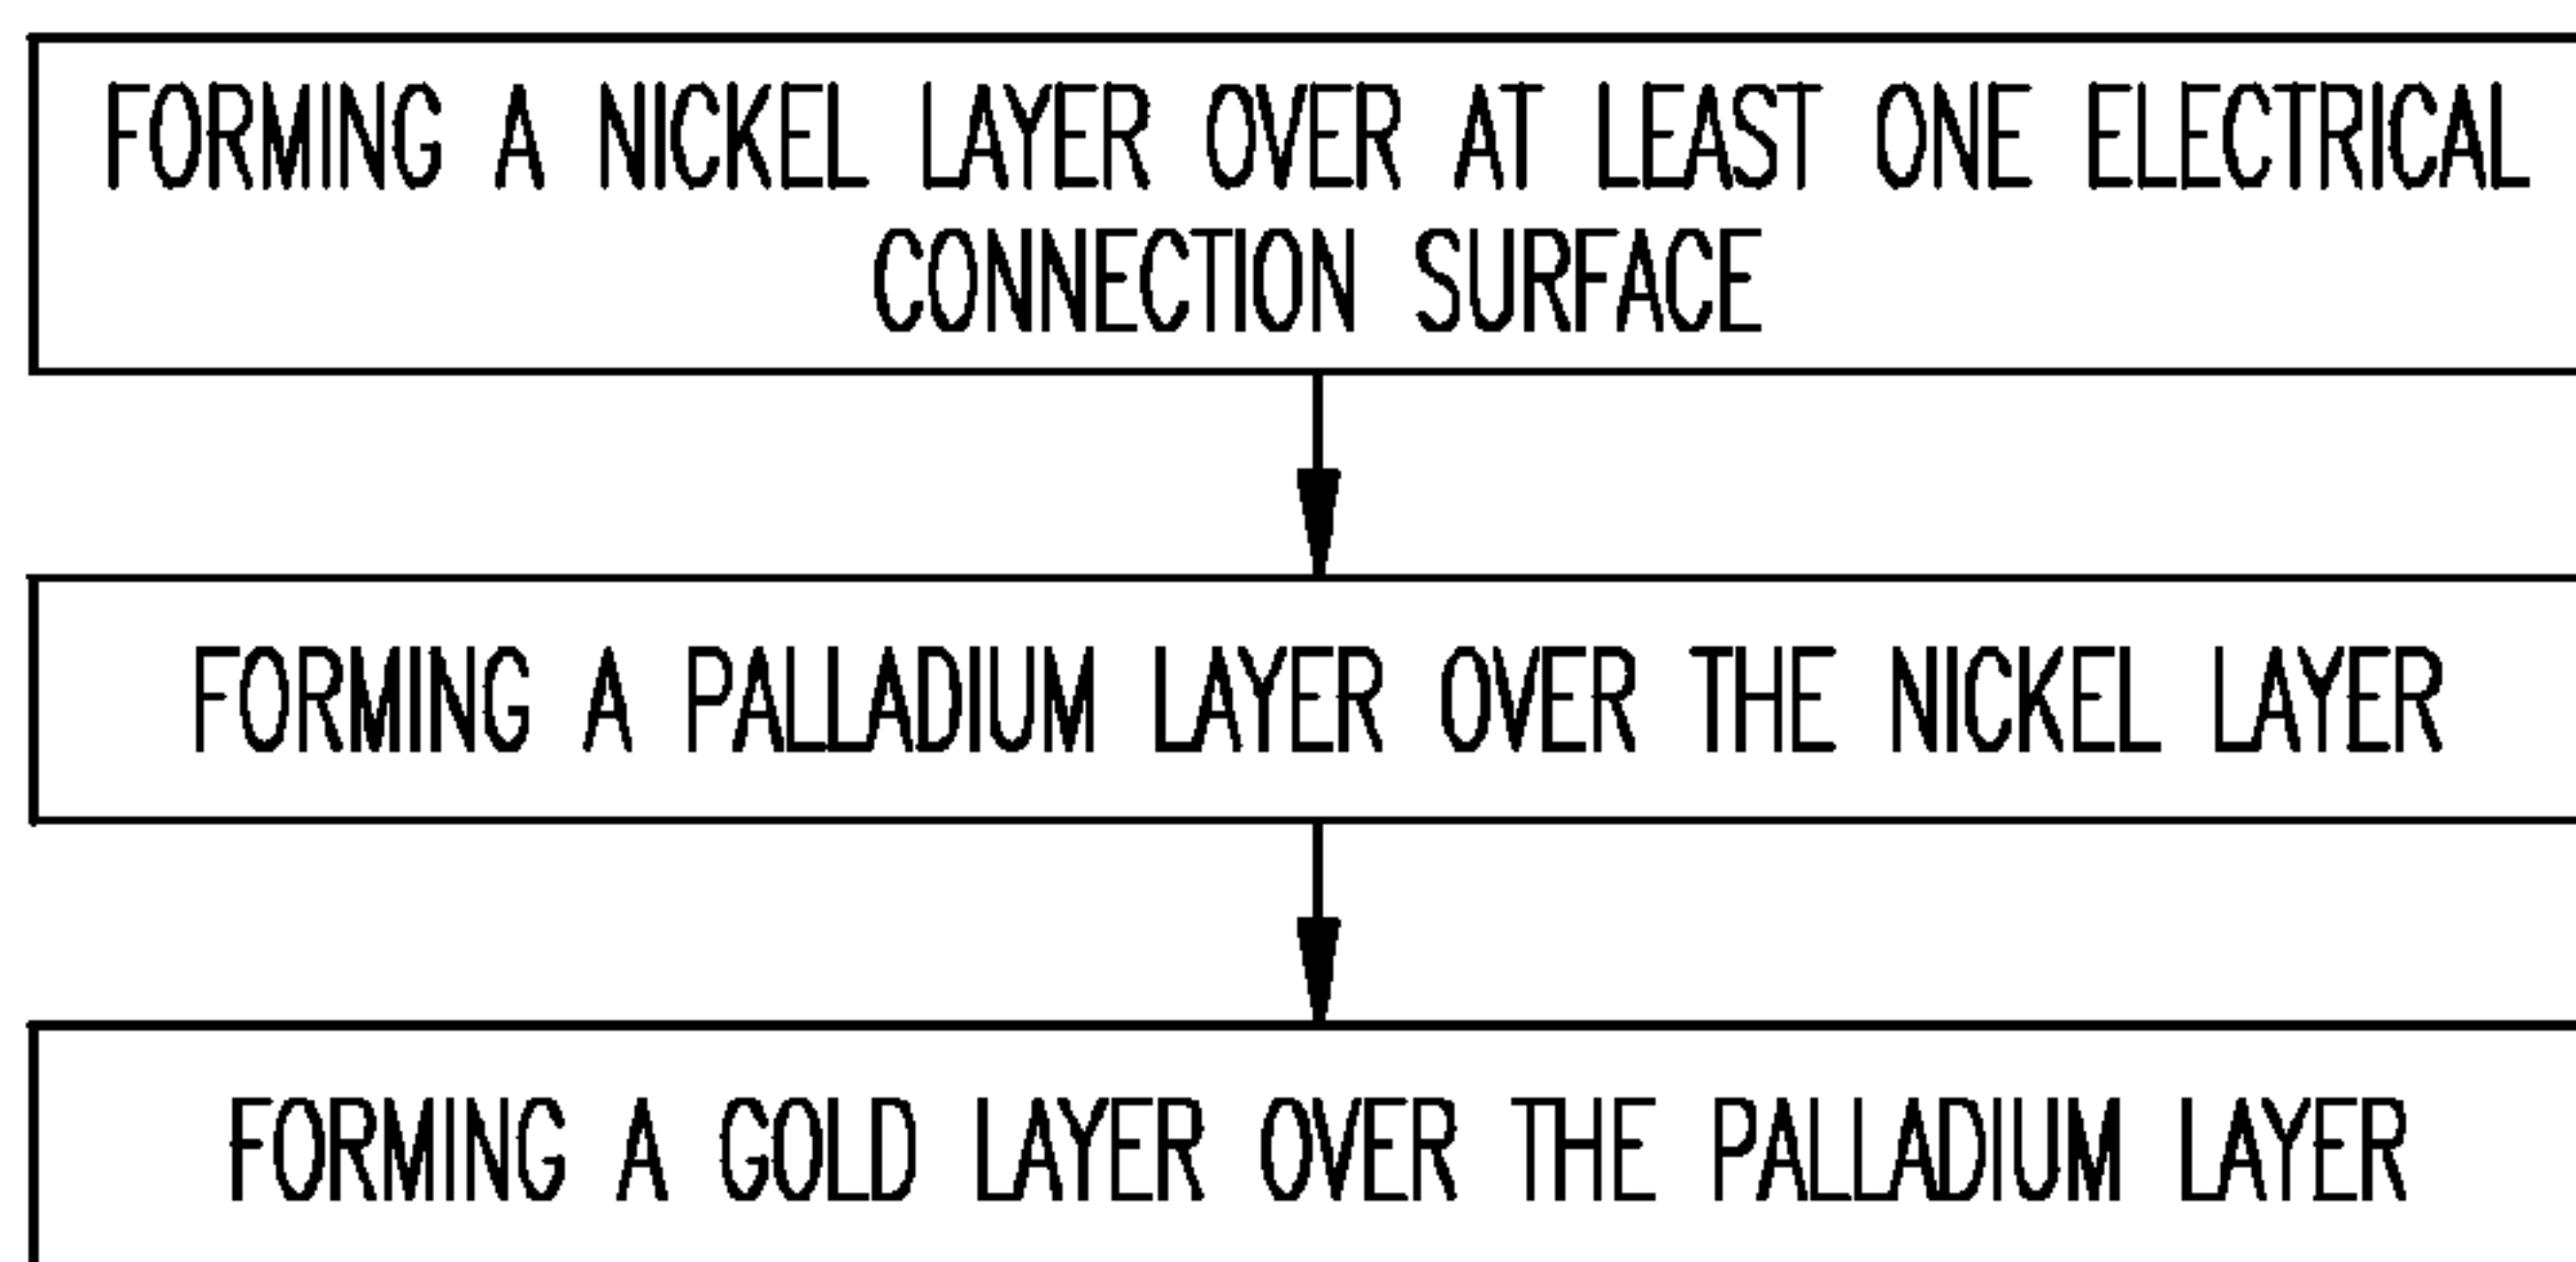 FORMING A NICKEL LAYER OVER AT LEAST ONE ELECTRICAL
CONNECTION SURFACE
FORMING A PALLADIUM LAYER OVER THE NICKEL LAYER
FORMING A GOLD LAYER OVER THE PALLADIUM LAYER